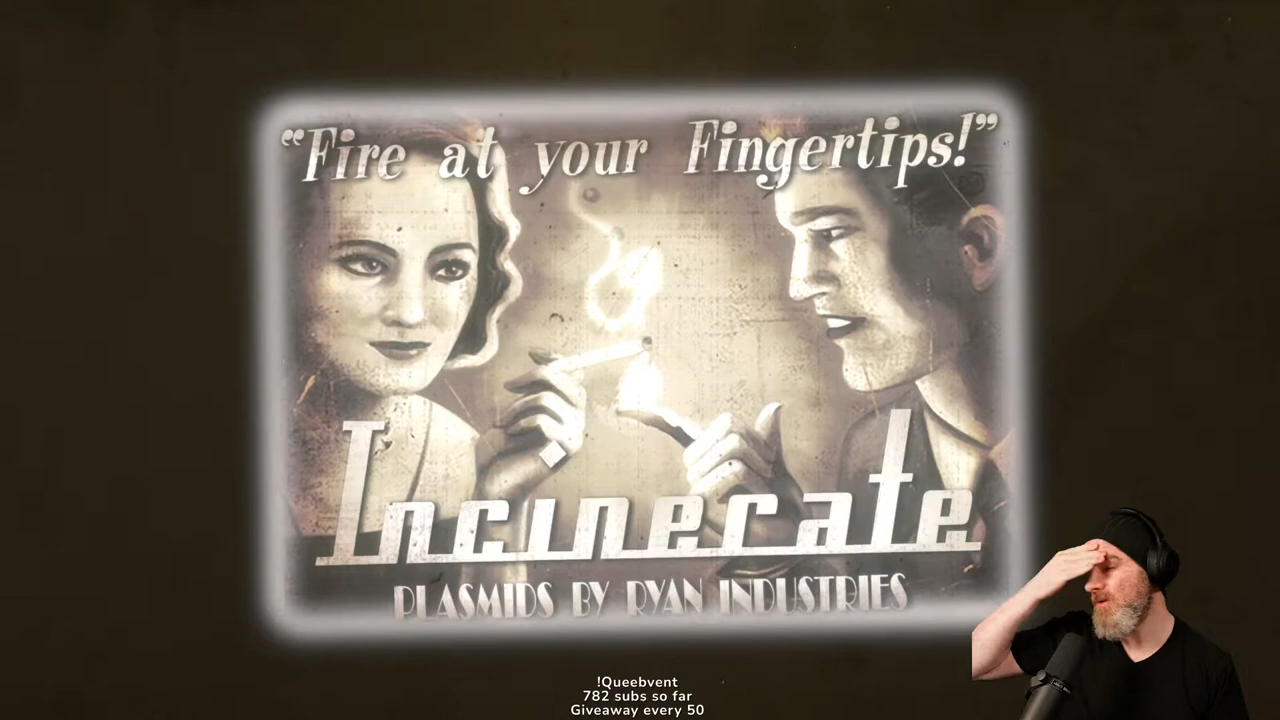 “Fire at your Fingertips!”
Incinerate
PLASMIDS BY RYAN INDUSTRIES
!Queebvent
782 subs so far
Giveaway every 50